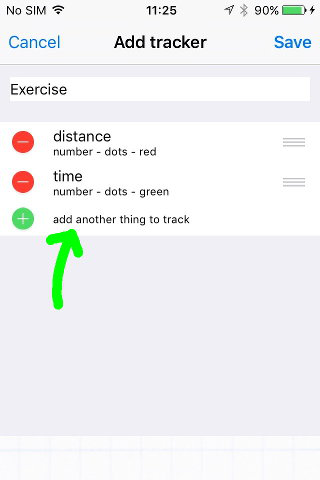 No SIM 11:25 90%
Cancel Add tracker Save
Exercise
distance
number - dots - red
time
number - dots - green
add another thing to track